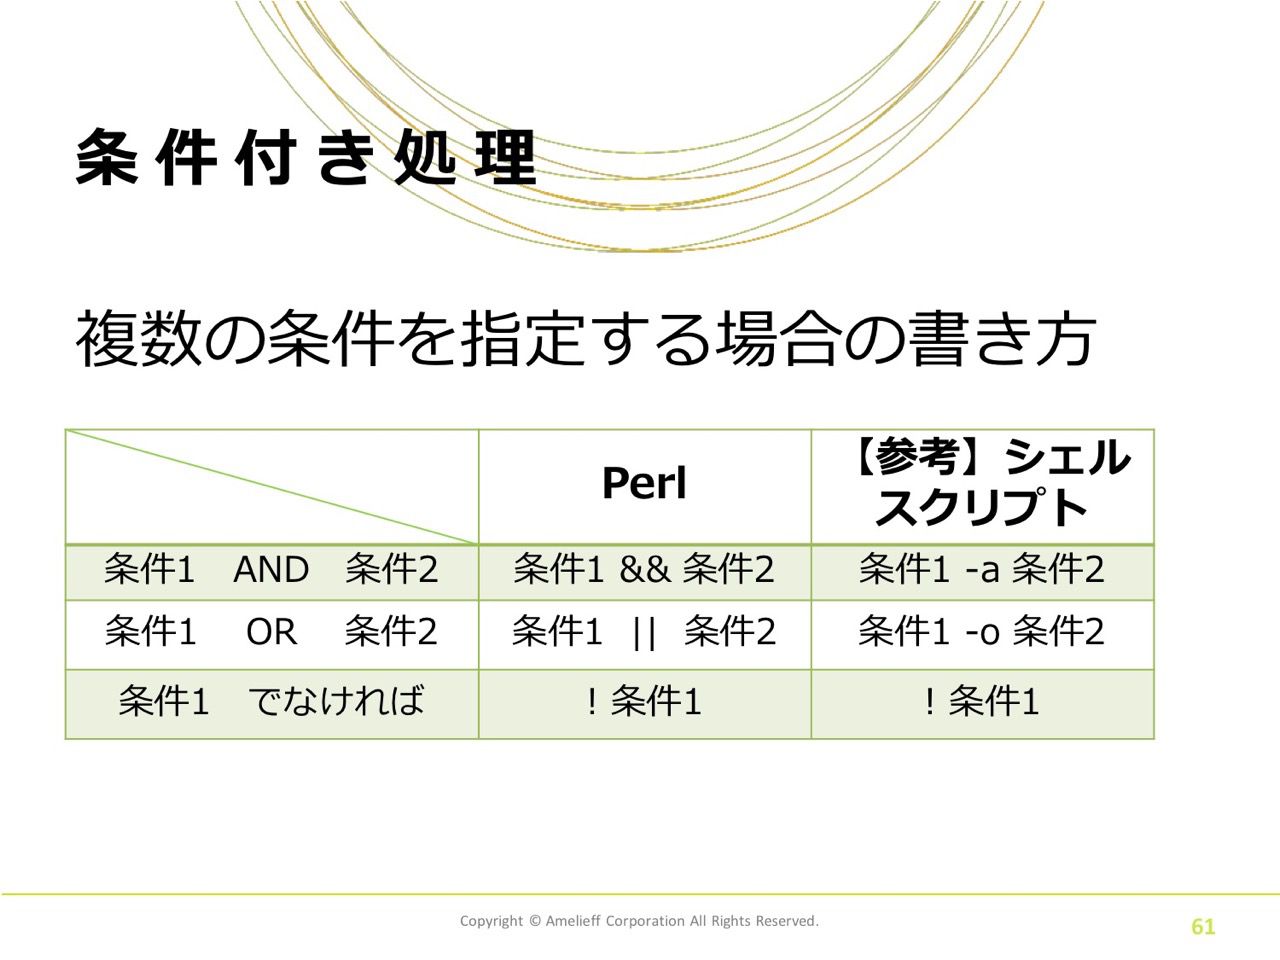 条件付き処理
複数の条件を指定する場合の書き方
Perl
【参考】シェル
スクリプト
条件1　AND　条件2
条件1 && 条件2
条件1 -a 条件2
条件1　OR　条件2
条件1 || 条件2
条件1 -o 条件2
条件1　でなければ
! 条件1
! 条件1
Copyright © Amelieff Corporation All Rights Reserved.
61